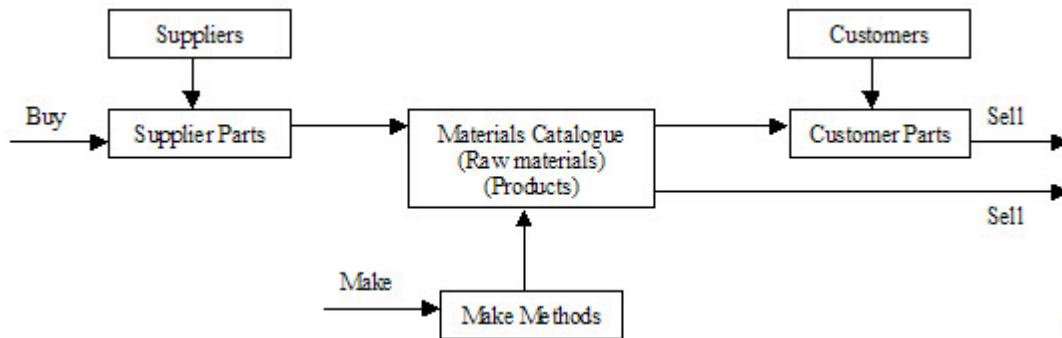 Suppliers
Customers
Buy
Supplier Parts
Materials Catalogue
(Raw materials)
(Products)
Customer Parts
Sell
Sell
Make
Make Methods